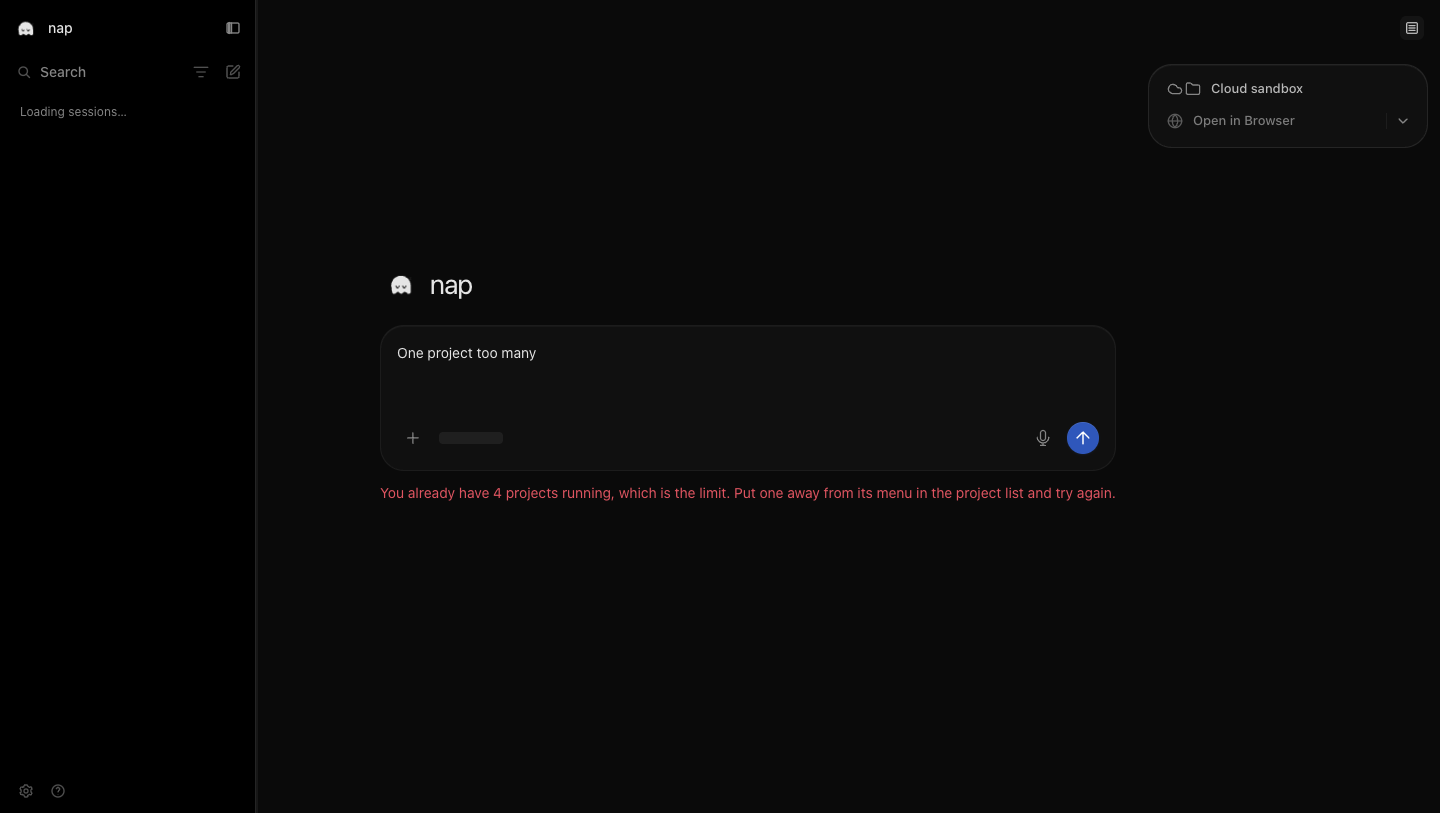 nap
Search
Loading sessions...
Cloud sandbox
Open in Browser
nap
One project too many
You already have 4 projects running, which is the limit. Put one away from its menu in the project list and try again.